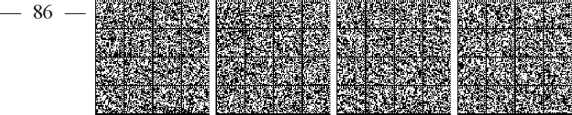 — 86 —